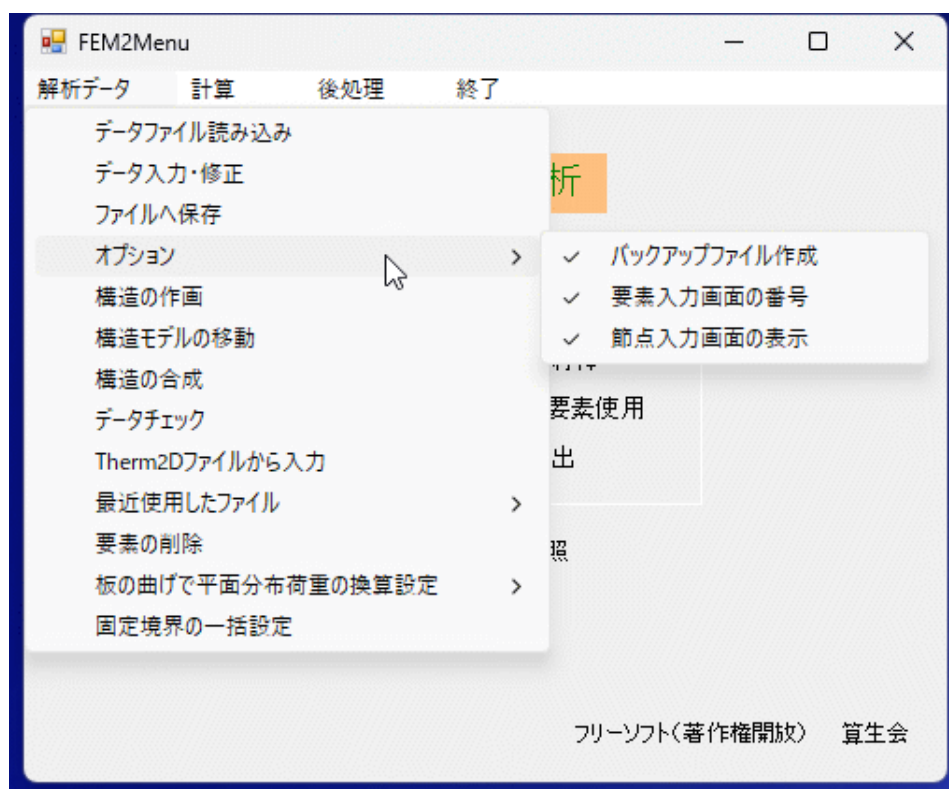 FEM2Menu
解析データ 計算 後処理 終了
データファイル読み込み
データ入力・修正
析
ファイルへ保存
オプション
バックアップファイル作成
構造の作画
要素入力画面の番号
構造モデルの移動
節点入力画面の表示
構造の合成
データチェック
要素使用
Therm2Dファイルから入力
出
最近使用したファイル
要素の削除
照
板の曲げで平面分布荷重の換算設定
固定境界の一括設定
フリーソフト(著作権開放) 算生会